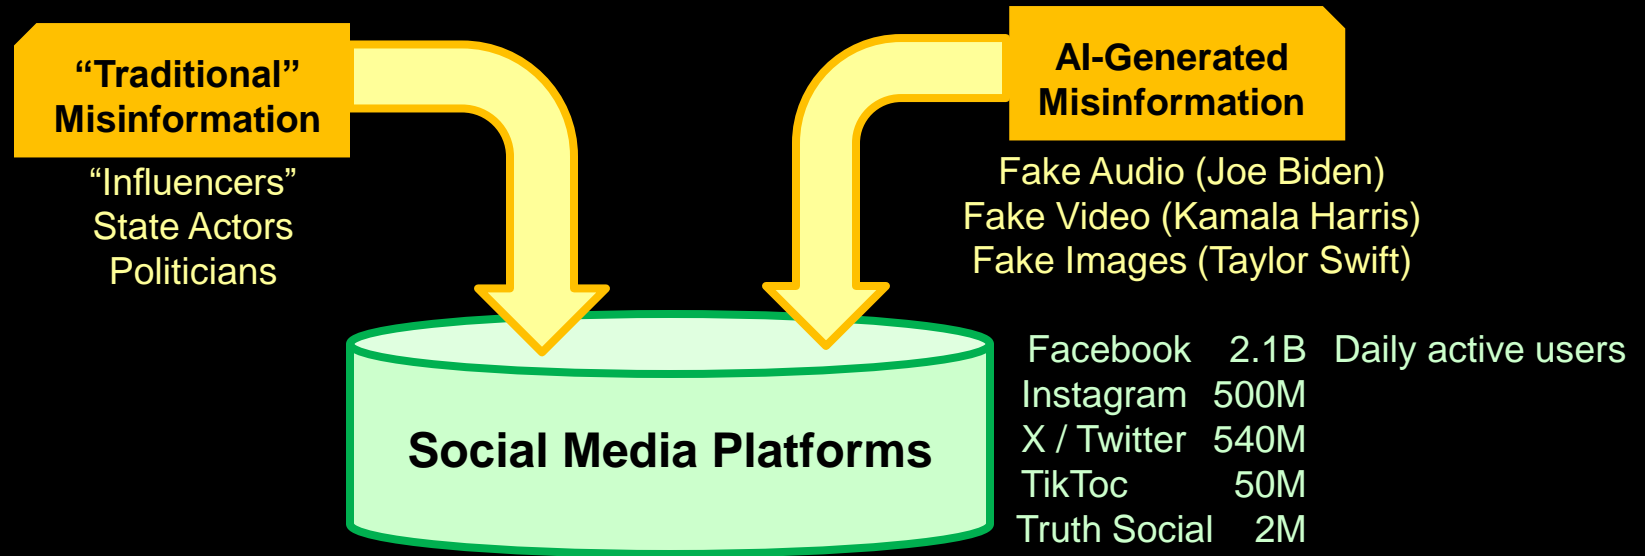 “Traditional”
Misinformation
“Influencers”
State Actors
Politicians
AI-Generated
Misinformation
Fake Audio (Joe Biden)
Fake Video (Kamala Harris)
Fake Images (Taylor Swift)
Social Media Platforms
Facebook 2.1B Daily active users
Instagram 500M
X / Twitter 540M
TikToc 50M
Truth Social 2M